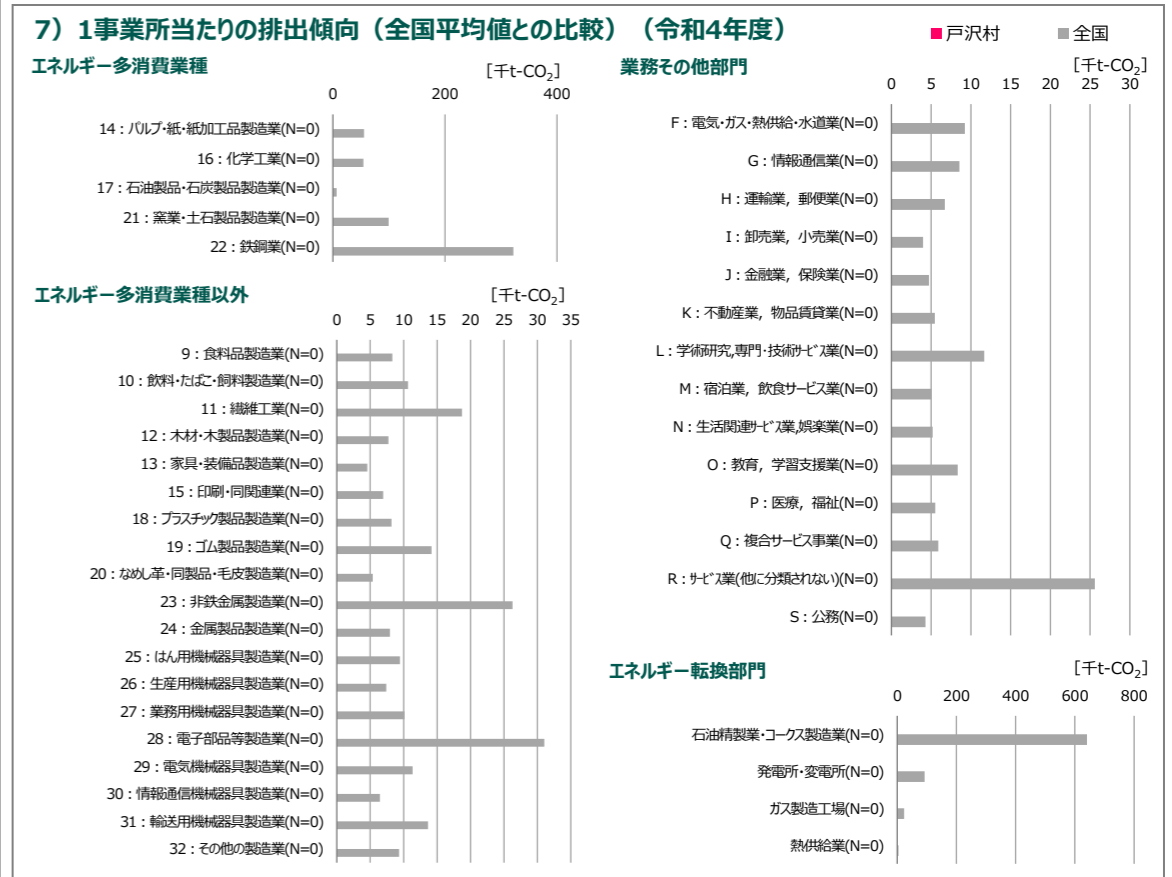 7）1事業所当たりの排出傾向（全国平均値との比較）（令和4年度）
■戸沢村 ■全国
エネルギー多消費業種
[千t-CO₂]
0 200 400
14：パルプ・紙・紙加工品製造業(N=0)
16：化学工業(N=0)
17：石油製品・石炭製品製造業(N=0)
21：窯業・土石製品製造業(N=0)
22：鉄鋼業(N=0)
エネルギー多消費業種以外
[千t-CO₂]
0 5 10 15 20 25 30 35
9：食料品製造業(N=0)
10：飲料・たばこ・飼料製造業(N=0)
11：繊維工業(N=0)
12：木材・木製品製造業(N=0)
13：家具・装備品製造業(N=0)
15：印刷・同関連業(N=0)
18：プラスチック製品製造業(N=0)
19：ゴム製品製造業(N=0)
20：なめし革・同製品・毛皮製造業(N=0)
23：非鉄金属製造業(N=0)
24：金属製品製造業(N=0)
25：はん用機械器具製造業(N=0)
26：生産用機械器具製造業(N=0)
27：業務用機械器具製造業(N=0)
28：電子部品等製造業(N=0)
29：電気機械器具製造業(N=0)
30：情報通信機械器具製造業(N=0)
31：輸送用機械器具製造業(N=0)
32：その他の製造業(N=0)
業務その他部門
[千t-CO₂]
0 5 10 15 20 25 30
F：電気・ガス・熱供給・水道業(N=0)
G：情報通信業(N=0)
H：運輸業，郵便業(N=0)
I：卸売業，小売業(N=0)
J：金融業，保険業(N=0)
K：不動産業，物品賃貸業(N=0)
L：学術研究,専門・技術サービス業(N=0)
M：宿泊業，飲食サービス業(N=0)
N：生活関連サービス業,娯楽業(N=0)
O：教育，学習支援業(N=0)
P：医療，福祉(N=0)
Q：複合サービス事業(N=0)
R：サービス業(他に分類されない)(N=0)
S：公務(N=0)
エネルギー転換部門
[千t-CO₂]
0 200 400 600 800
石油精製業・コークス製造業(N=0)
発電所・変電所(N=0)
ガス製造工場(N=0)
熱供給業(N=0)